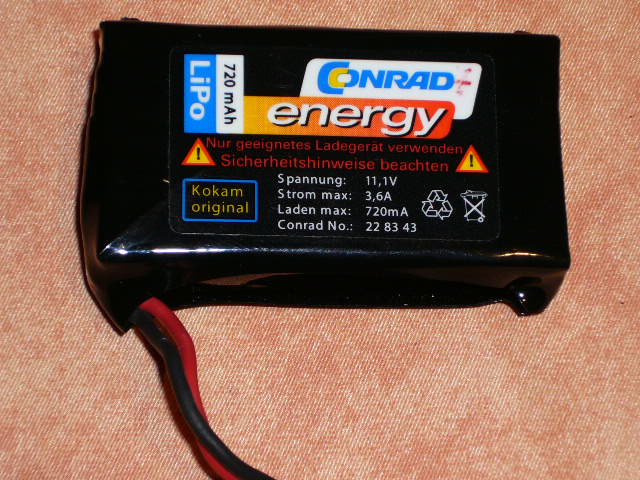 LiPo
720 mAh
CONRAD
energy
Nur geeignetes Ladegerät verwenden
Sicherheitshinweise beachten
Kokam
original
Spannung: 11,1V
Strom max: 3,6A
Laden max: 720mA
Conrad No.: 22 83 43